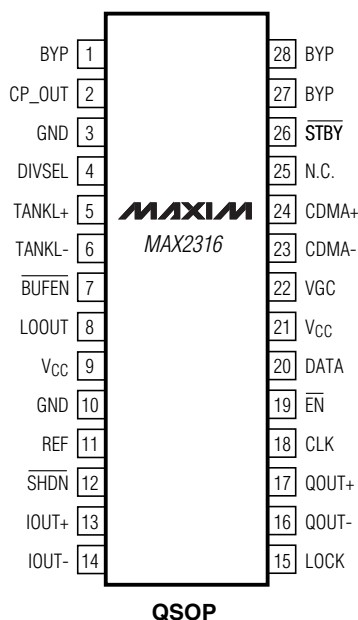 BYP 1 28 BYP
CP_OUT 2 27 BYP
GND 3 26 STBY
DIVSEL 4 25 N.C.
TANKL+ 5 MAXIM 24 CDMA+
TANKL- 6 MAX2316 23 CDMA-
BUFEN 7 22 VGC
LOOUT 8 21 VCC
VCC 9 20 DATA
GND 10 19 EN
REF 11 18 CLK
SHDN 12 17 QOUT+
IOUT+ 13 16 QOUT-
IOUT- 14 15 LOCK
QSOP